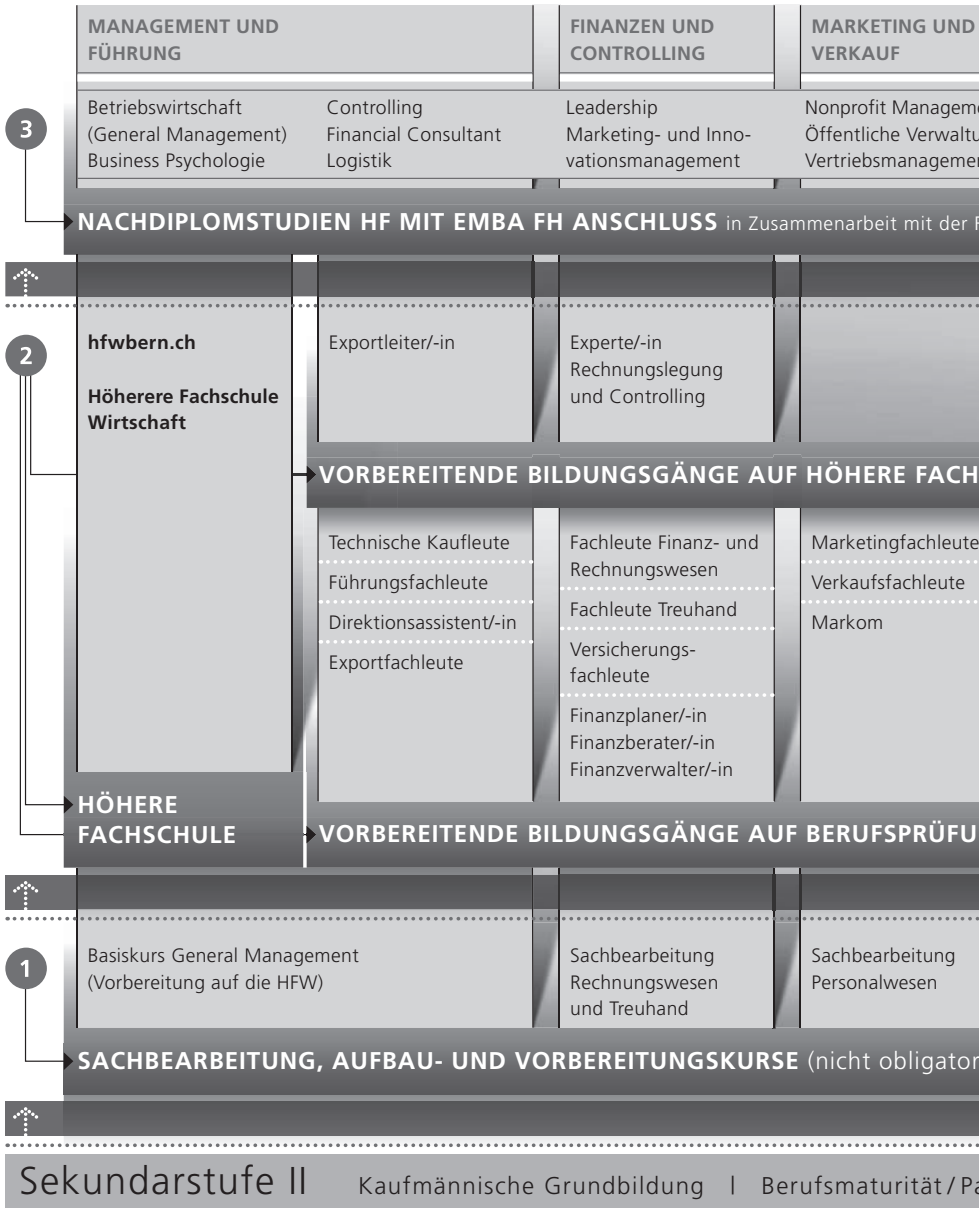 MANAGEMENT UND
FÜHRUNG
FINANZEN UND
CONTROLLING
MARKETING UND
VERKAUF
3
Betriebswirtschaft
(General Management)
Business Psychologie
Controlling
Financial Consultant
Logistik
Leadership
Marketing- und Inno-
vationsmanagement
Nonprofit
Öffentliche
NACHDIPLOMSTUDIEN HF MIT EMBA FH ANSCHLUSS in Zusammenarbeit mit der
2
hfwbern.ch
Höherere Fachschule
Wirtschaft
Exportleiter/-in
Experte/-in
Rechnungslegung
und Controlling
VORBEREITENDE BILDUNGSGÄNGE AUF HÖHERE FACH
Technische Kaufleute
Führungsfachleute
Direktionsassistent/-in
Exportfachleute
Fachleute Finanz- und
Rechnungswesen
Fachleute Treuhand
Versicherungs-
fachleute
Finanzplaner/-in
Finanzberater/-in
Finanzverwalter/-in
Marketingfachleute
Verkaufsfachleute
Markom
HÖHERE
FACHSCHULE
VORBEREITENDE BILDUNGSGÄNGE AUF
1
Basiskurs General Management
(Vorbereitung auf die HFW)
Sachbearbeitung
Rechnungswesen
und Treuhand
Sachbearbeitung
Personalwesen
SACHBEARBEITUNG, AUFBAU- UND VORBEREITUNGSKURSE (nicht
Sekundarstufe II Kaufmännische Grundbildung | Berufsmaturität /